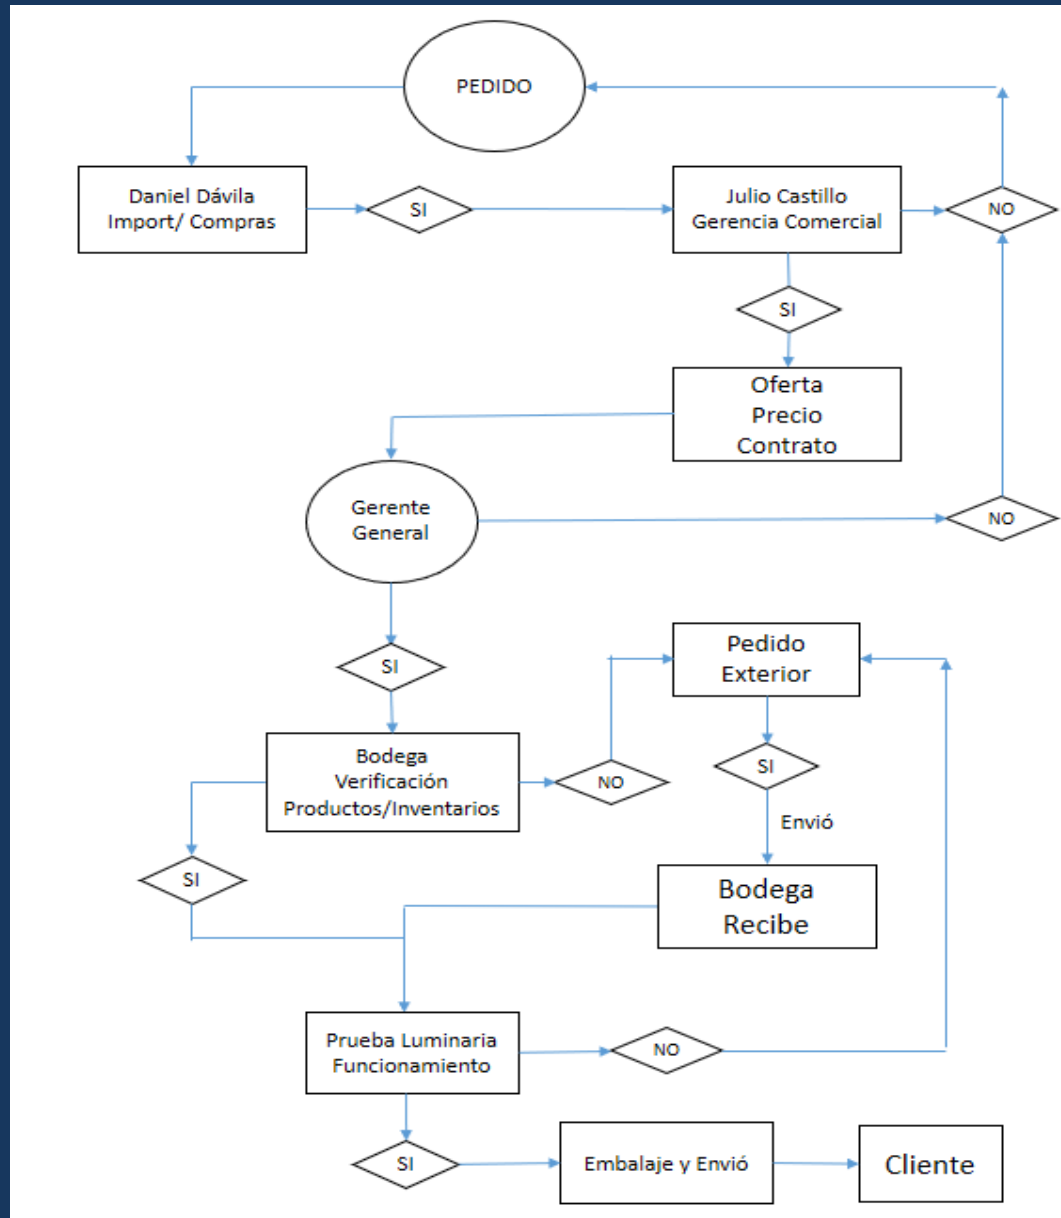 PEDIDO
Daniel Dávila
Import/ Compras
SI
Julio Castillo
Gerencia Comercial
NO
SI
Oferta
Precio
Contrato
Gerente
General
NO
SI
Pedido
Exterior
Bodega
Verificación
Productos/Inventarios
NO
SI
Envió
SI
Bodega
Recibe
Prueba Luminaria
Funcionamiento
NO
SI
Embalaje y Envió
Cliente